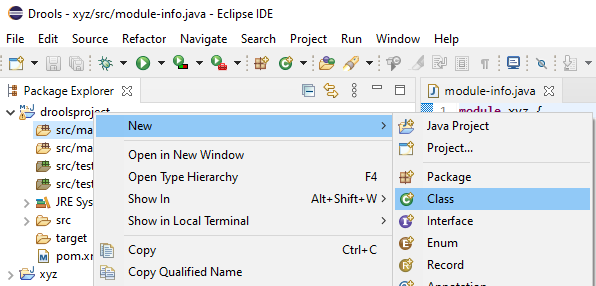 Drools - xyz/src/module-info.java - Eclipse IDE
File Edit Source Refactor Navigate Search Project Run Window Help
Package Explorer
module-info.java
droolsproject
1 module xyz {
src/ma
src/ma
src/test
src/test
JRE Sys
src
target
pom.xm
xyz
New
Open in New Window
Open Type Hierarchy F4
Show In Alt+Shift+W
Show in Local Terminal
Copy Ctrl+C
Copy Qualified Name
Java Project
Project...
Package
Class
Interface
Enum
Record
Annotation